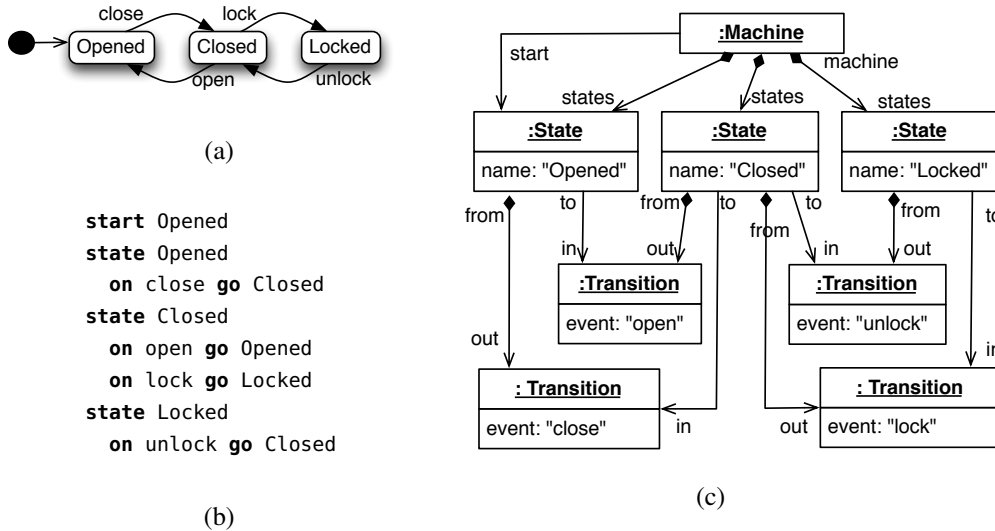 close
lock
Opened
Closed
Locked
open
unlock
(a)
start Opened
state Opened
on close go Closed
state Closed
on open go Opened
on lock go Locked
state Locked
on unlock go Closed
(b)
:Machine
start
machine
states
states
states
:State
:State
:State
name: "Opened"
name: "Closed"
name: "Locked"
from
to
from
to
from
to
from
to
in
out
in
out
:Transition
:Transition
event: "open"
event: "unlock"
out
in
: Transition
: Transition
event: "close"
in
out
event: "lock"
(c)